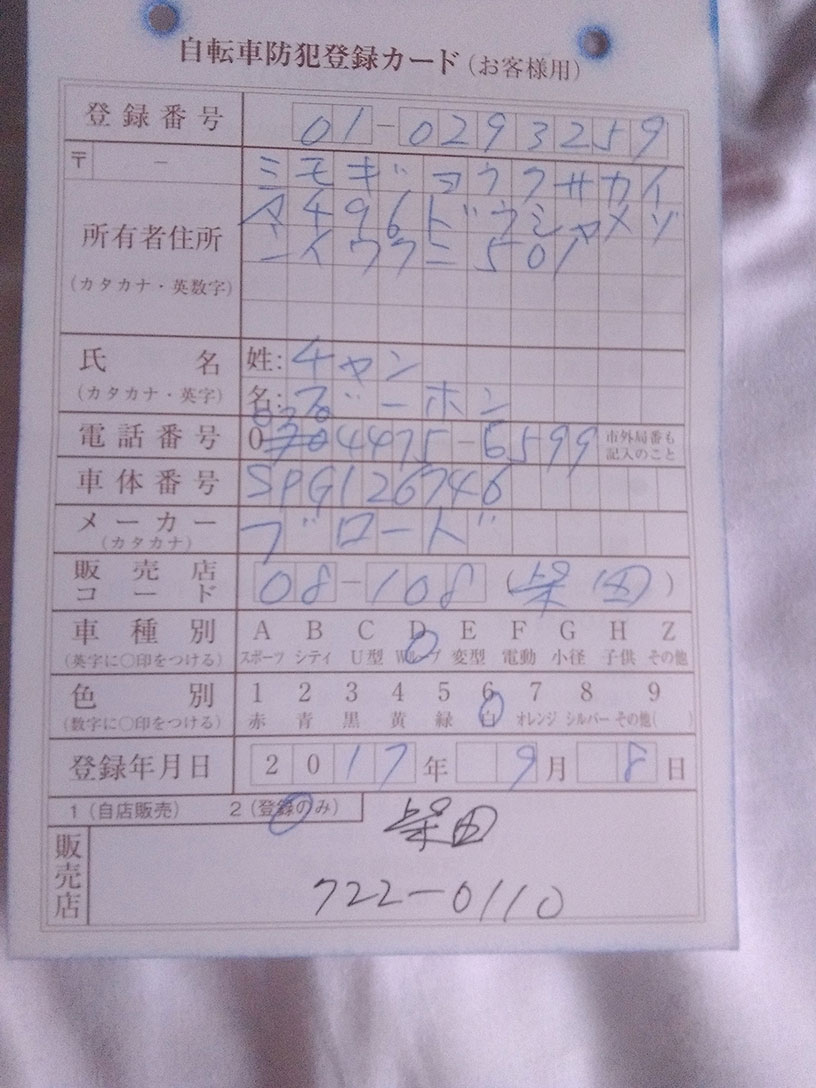 自転車防犯登録カード(お客様用)
登録番号 01-0293259
〒 -
所有者住所
(カタカナ・英数字)
ミモギヨウクサカイ
マチ496ドウシャメゾ
ニイウワニ501
氏名
(カタカナ・英字)
姓: チャン
名: ホン
電話番号 0 4475-6599 市外局番も記入のこと
車体番号 SPG126746
メーカー
(カタカナ)
ブロード
販売店コード 08-108 (柴田)
車種別 A B C D E F G H Z
(英字に○印をつける) スポーツ シティ U型 Wループ 変型 電動 小径 子供 その他
色別 1 2 3 4 5 6 7 8 9
(数字に○印をつける) 赤 青 黒 黄 緑 白 オレンジ シルバー その他( )
登録年月日 2017年 9月 8日
1(自店販売) 2(登録のみ)
柴田
販売店
722-0110